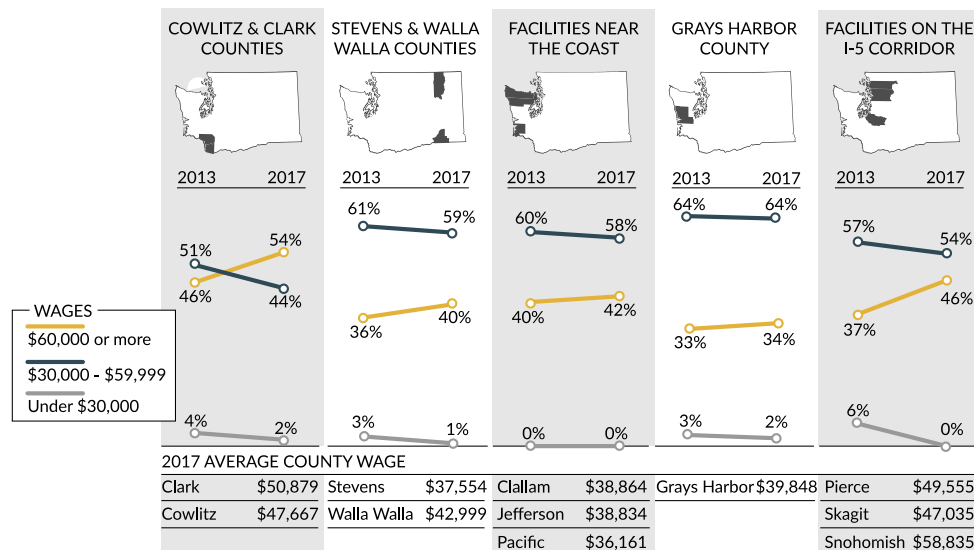 COWLITZ & CLARK
COUNTIES
STEVENS & WALLA
WALLA COUNTIES
FACILITIES NEAR
THE COAST
GRAYS HARBOR
COUNTY
FACILITIES ON THE
I-5 CORRIDOR
2013 2017
2013 2017
2013 2017
2013 2017
2013 2017
51% 54%
46% 44%
4% 2%
61% 59%
36% 40%
3% 1%
60% 58%
40% 42%
0% 0%
64% 64%
33% 34%
3% 2%
57% 54%
37% 46%
6% 0%
WAGES
$60,000 or more
$30,000 - $59,999
Under $30,000
2017 AVERAGE COUNTY WAGE
Clark $50,879
Cowlitz $47,667
Stevens $37,554
Walla Walla $42,999
Clallam $38,864
Jefferson $38,834
Pacific $36,161
Grays Harbor $39,848
Pierce $49,555
Skagit $47,035
Snohomish $58,835